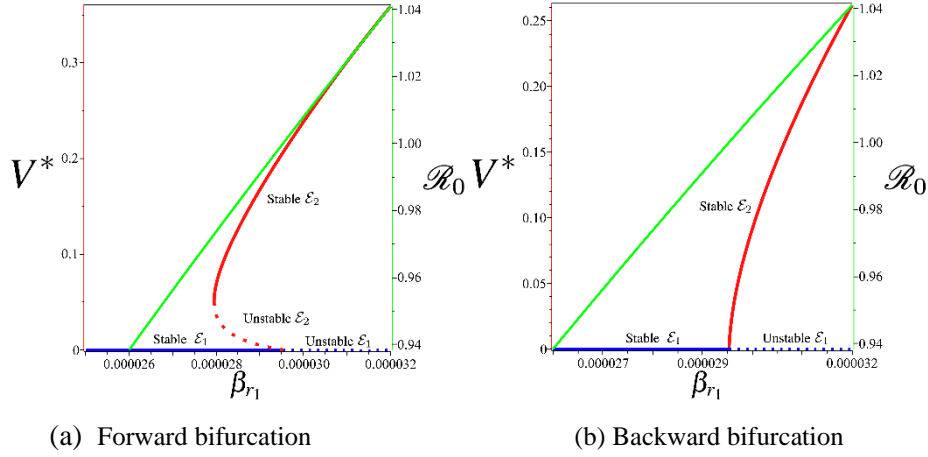 0.3
0.2
0.1
0
V*
Stable ℰ₂
Unstable ℰ₂
Stable ℰ₁
Unstable ℰ₁
1.04
1.02
1.00
0.98
0.96
0.94
ℛ₀
0.000026
0.000028
0.000030
0.000032
β_{r₁}
(a) Forward bifurcation
0.25
0.20
0.15
0.10
0.05
0
V*
Stable ℰ₂
Stable ℰ₁
Unstable ℰ₁
1.04
1.02
1.00
0.98
0.96
0.94
ℛ₀
0.000027
0.000029
0.000032
β_{r₁}
(b) Backward bifurcation